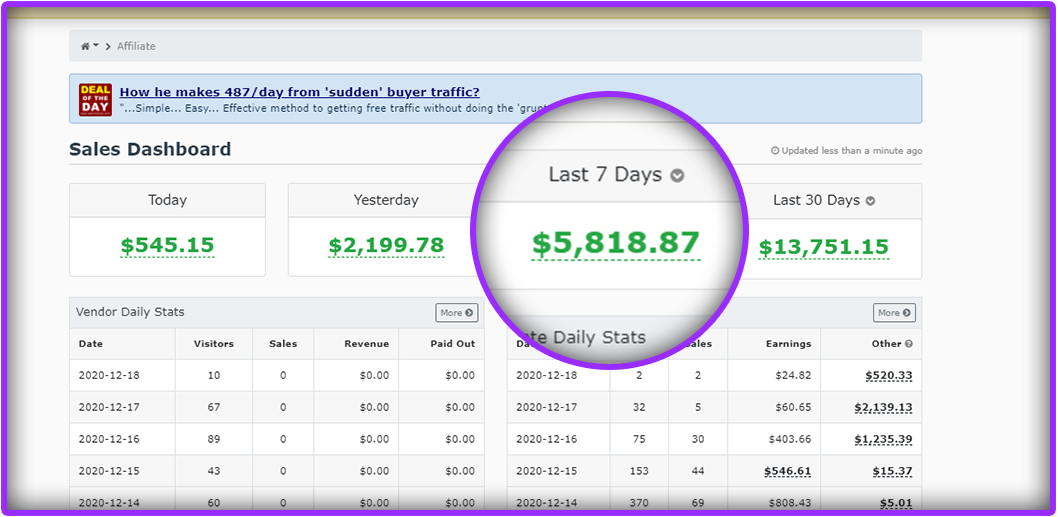 Affiliate
DEAL
OF THE
DAY
How he makes 487/day from 'sudden' buyer traffic?
"...Simple... Easy... Effective method to getting free traffic without doing the 'grunt
Sales Dashboard
Updated less than a minute ago
Today
Yesterday
Last 7 Days
Last 30 Days
$545.15
$2,199.78
$5,818.87
$13,751.15
Vendor Daily Stats
More
te Daily Stats
More
Date Visitors Sales Revenue Paid Out
2020-12-18 10 0 $0.00 $0.00
2020-12-17 67 0 $0.00 $0.00
2020-12-16 89 0 $0.00 $0.00
2020-12-15 43 0 $0.00 $0.00
2020-12-14 60 0 $0.00 $0.00
Dat ales Earnings Other
2020-12-18 2 2 $24.82 $520.33
2020-12-17 32 5 $60.65 $2,139.13
2020-12-16 75 30 $403.66 $1,235.39
2020-12-15 153 44 $546.61 $15.37
2020-12-14 370 69 $808.43 $5.01